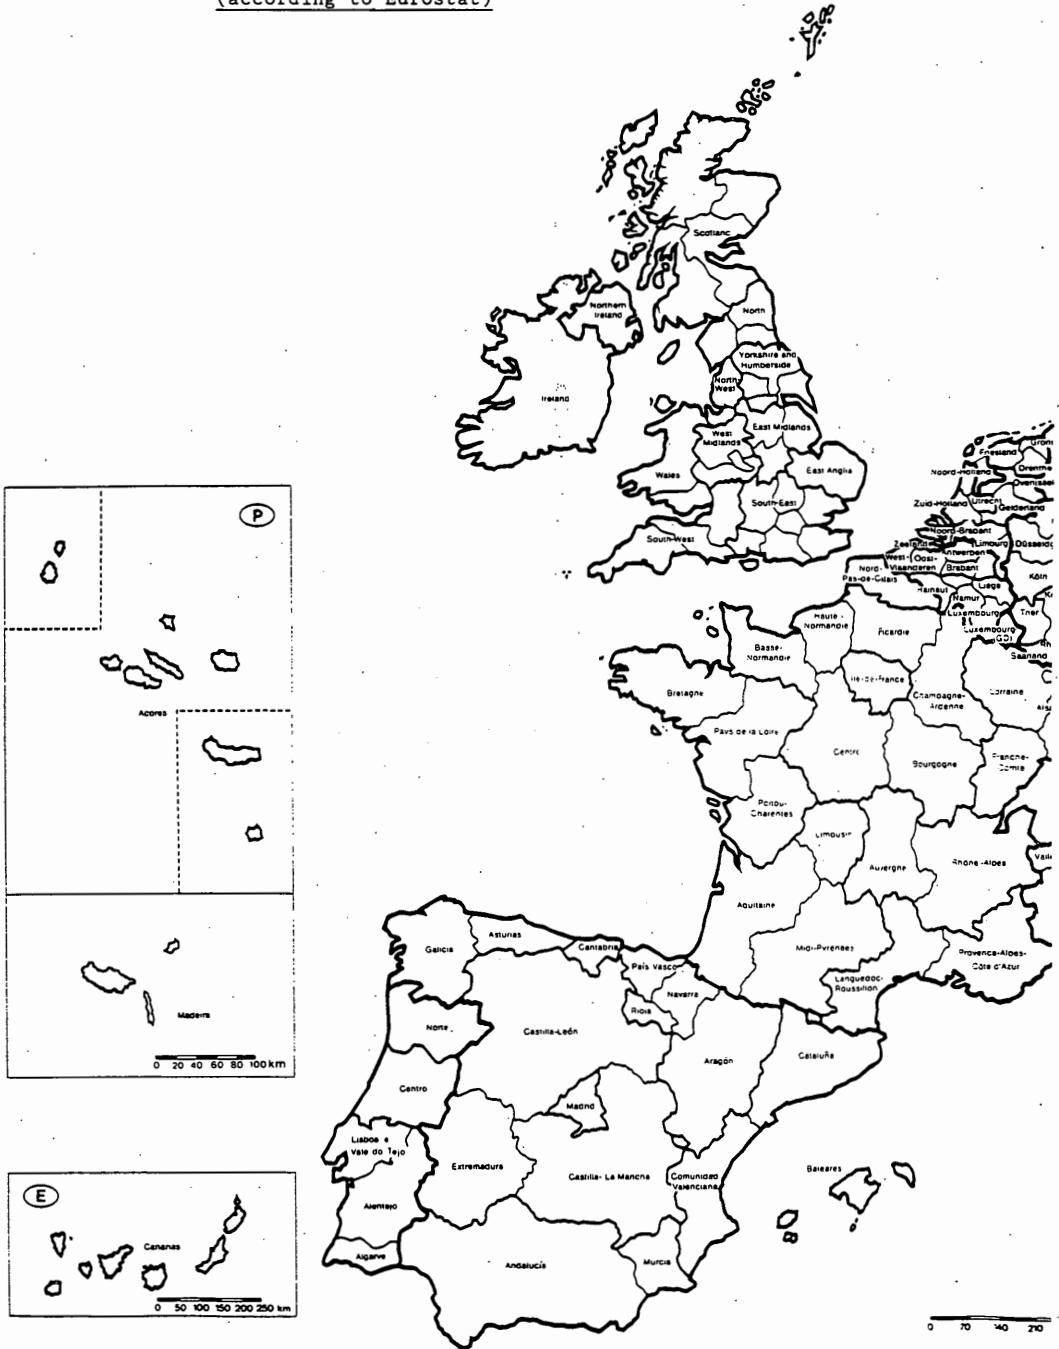 (according to Eurostat)
Scotland
Northern
Ireland
North
Yorkshire and
Humberside
North
West
Ireland
East Midlands
West
Midlands
Wales
East Anglia
South-East
South-West
Friesland
Drenthe
Noord-Holland
Zuid-Holland
Utrecht
Gelderland
Noord-Brabant
Zeeland
Limburg
Antwerpen
West-
Oost-
Vlaanderen
Brabant
Köln
Nord-
Pas-de-Calais
Hainaut
Liège
Namur
Luxembourg
Trier
Luxembourg
GD
Saarland
Haute-
Normandie
Picardie
Basse-
Normandie
Ile-de-France
Champagne-
Ardenne
Lorraine
Bretagne
Pays de la Loire
Centre
Bourgogne
Franche-
Comté
Poitou-
Charentes
Limousin
Auvergne
Rhône-Alpes
Aquitaine
Midi-Pyrénées
Languedoc-
Roussillon
Provence-Alpes-
Côte d'Azur
P
Acores
Madeira
0 20 40 60 80 100 km
Galicia
Asturias
Cantabria
País Vasco
Navarra
Rioja
Norte
Castilla-León
Aragón
Cataluña
Centro
Madrid
Lisboa e
Vale do Tejo
Extremadura
Castilla-La Mancha
Comunidad
Valenciana
Baleares
Alentejo
Algarve
Andalucía
Murcia
E
Canarias
0 50 100 150 200 250 km
0 70 140 210